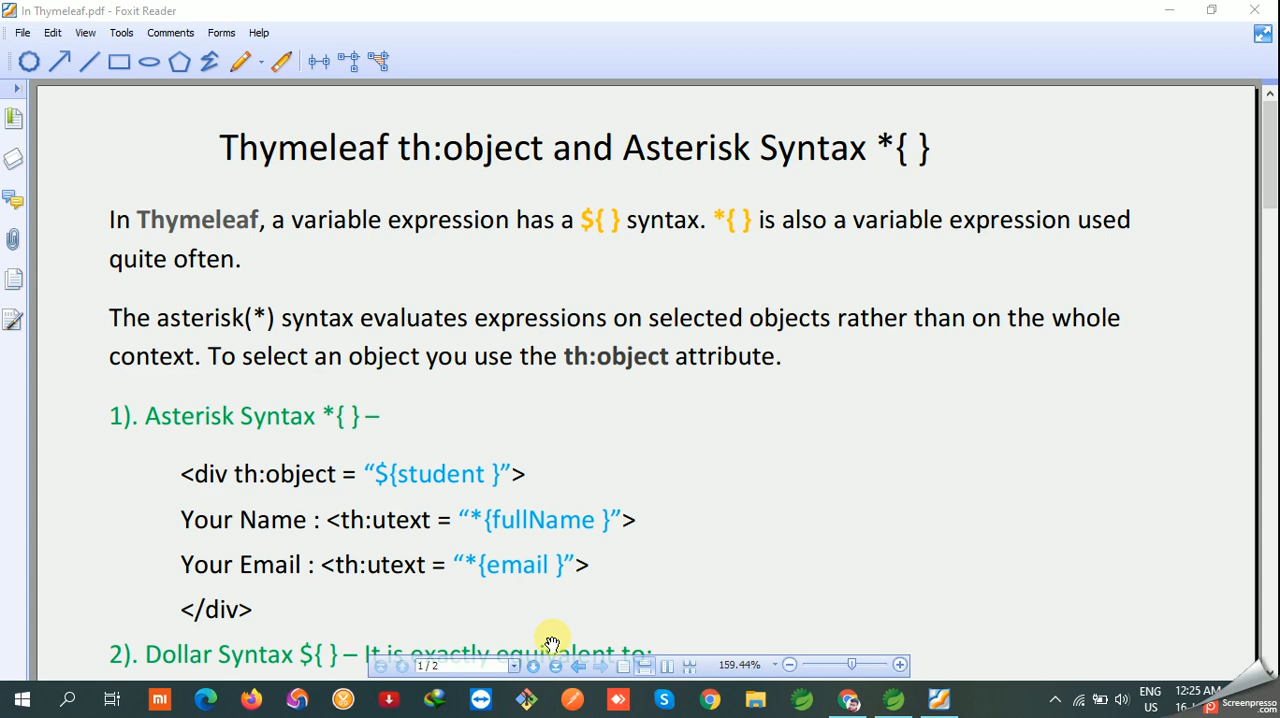 In Thymeleaf.pdf - Foxit Reader
File Edit View Tools Comments Forms Help
Thymeleaf th:object and Asterisk Syntax *{ }
In Thymeleaf, a variable expression has a ${ } syntax. *{ } is also a variable expression used
quite often.
The asterisk(*) syntax evaluates expressions on selected objects rather than on the whole
context. To select an object you use the th:object attribute.
1). Asterisk Syntax *{ } –
<div th:object = “${student }”>
Your Name : <th:utext = “*{fullName }”>
Your Email : <th:utext = “*{email }”>
</div>
2). Dollar Syntax ${ } – It is exactly equivalent to:
1 / 2
159.44%
ENG
US
12:25 AM
16
Screenpresso
.com